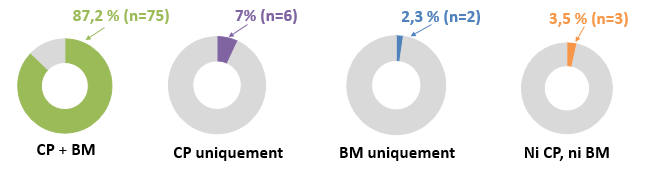 87,2 % (n=75)
7% (n=6)
2,3 % (n=2)
3,5 % (n=3)
CP + BM
CP uniquement
BM uniquement
Ni CP, ni BM